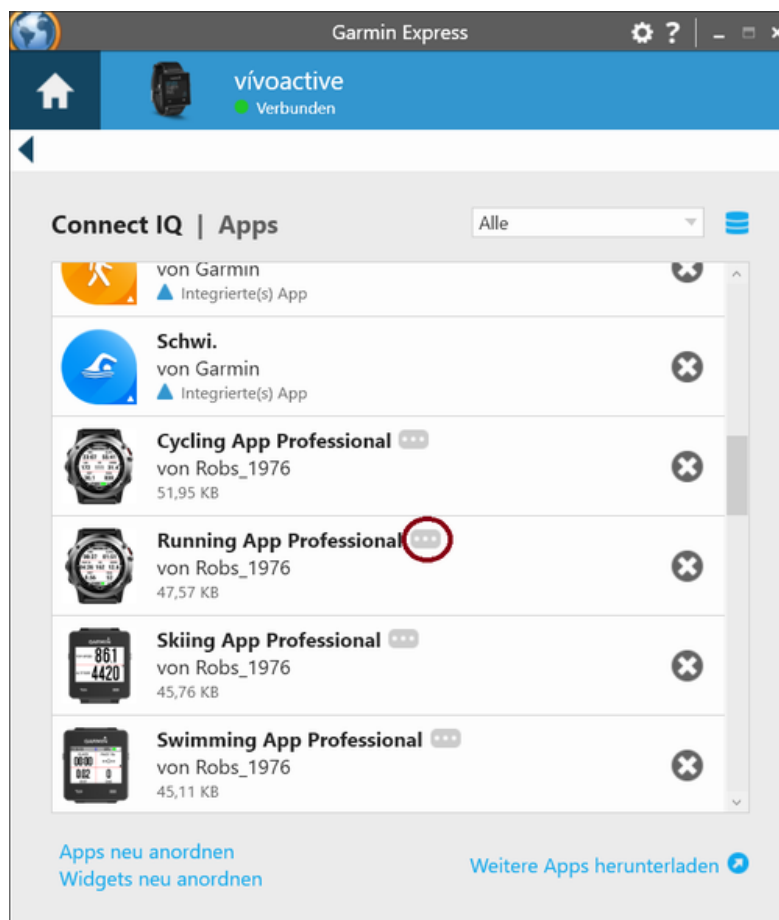 Garmin Express
?
vívoactive
Verbunden
Connect IQ | Apps
Alle
von Garmin
Integrierte(s) App
Schwi.
von Garmin
Integrierte(s) App
Cycling App Professional
von Robs_1976
51,95 KB
Running App Professional
von Robs_1976
47,57 KB
Skiing App Professional
von Robs_1976
45,76 KB
861
4420
Swimming App Professional
von Robs_1976
45,11 KB
Apps neu anordnen
Widgets neu anordnen
Weitere Apps herunterladen